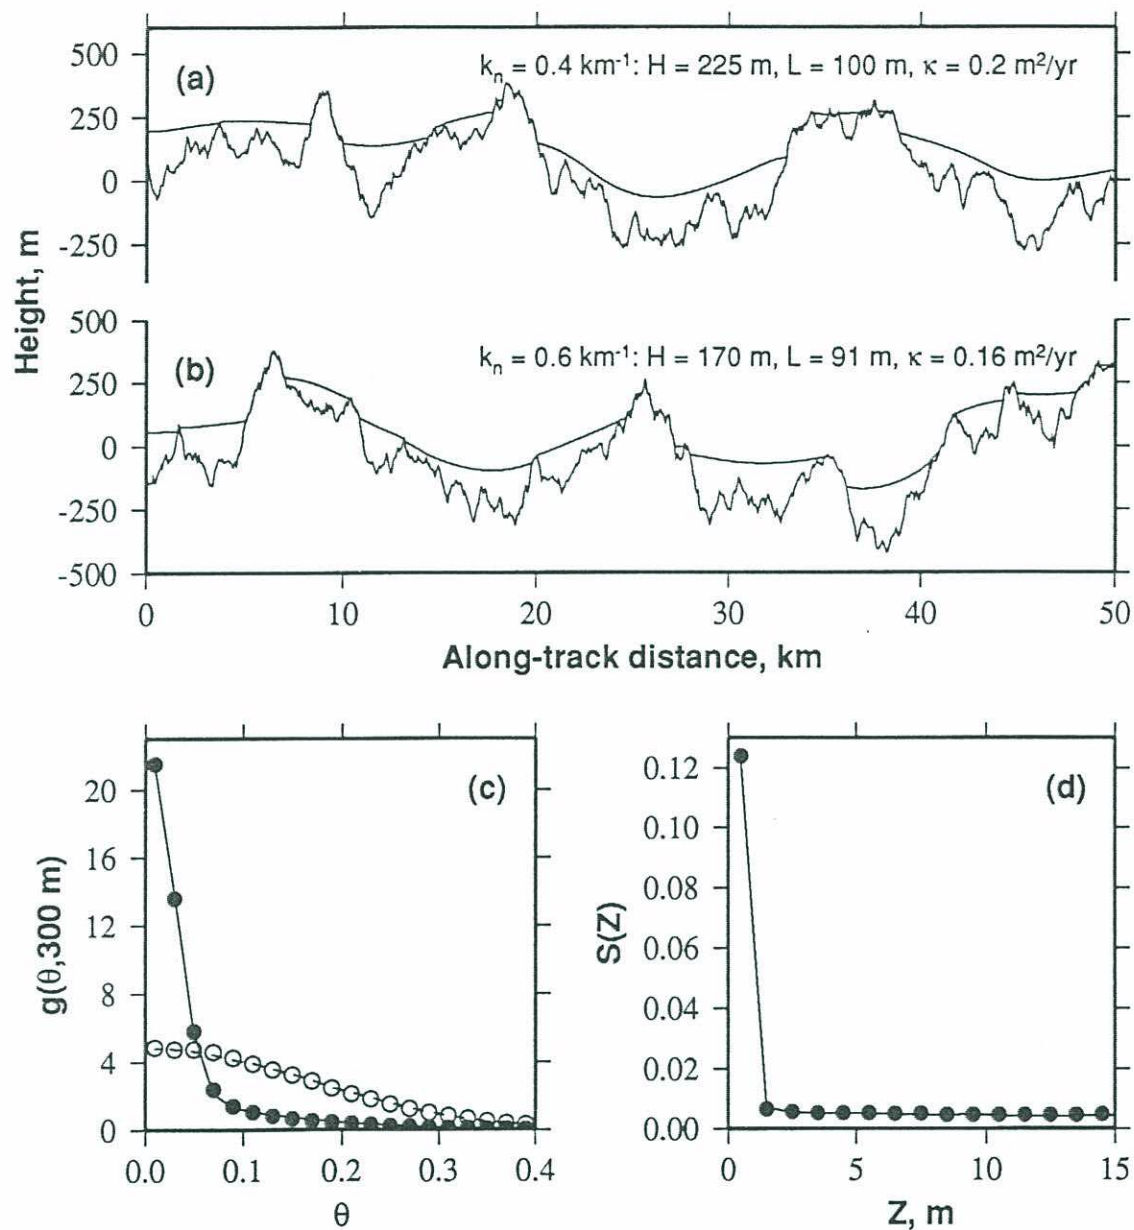 500
(a)
kn = 0.4 km-1: H = 225 m, L = 100 m, κ = 0.2 m2/yr
250
0
-250
Height, m
500
(b)
kn = 0.6 km-1: H = 170 m, L = 91 m, κ = 0.16 m2/yr
250
0
-250
-500
0 10 20 30 40 50
Along-track distance, km
(c)
20
16
12
8
4
0
g(θ,300 m)
0.0 0.1 0.2 0.3 0.4
θ
(d)
0.12
0.10
0.08
0.06
0.04
0.02
0.00
S(Z)
0 5 10 15
Z, m